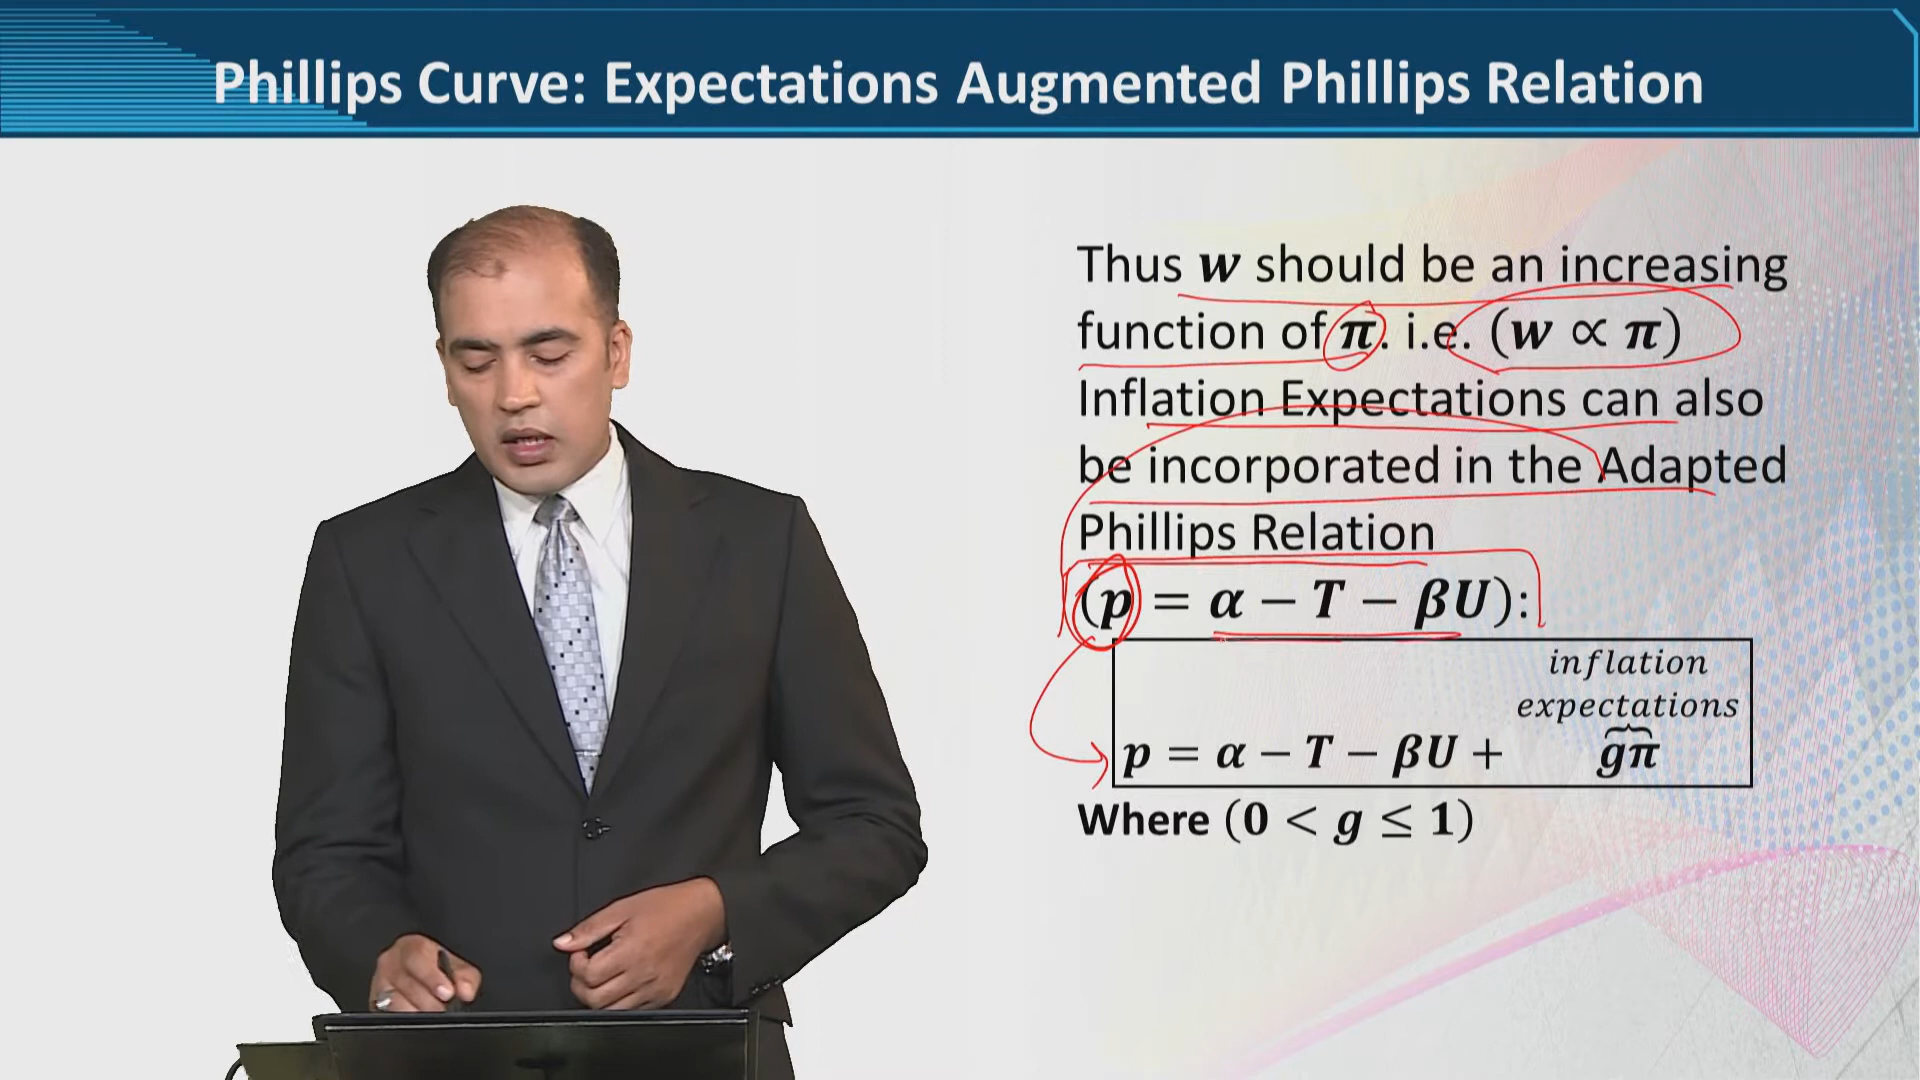 Phillips Curve: Expectations Augmented Phillips Relation
Thus w should be an increasing
function of π. i.e. (w ∝ π)
Inflation Expectations can also
be incorporated in the Adapted
Phillips Relation
(p = α − T − βU):
inflation
expectations
p = α − T − βU + gπ
Where (0 < g ≤ 1)